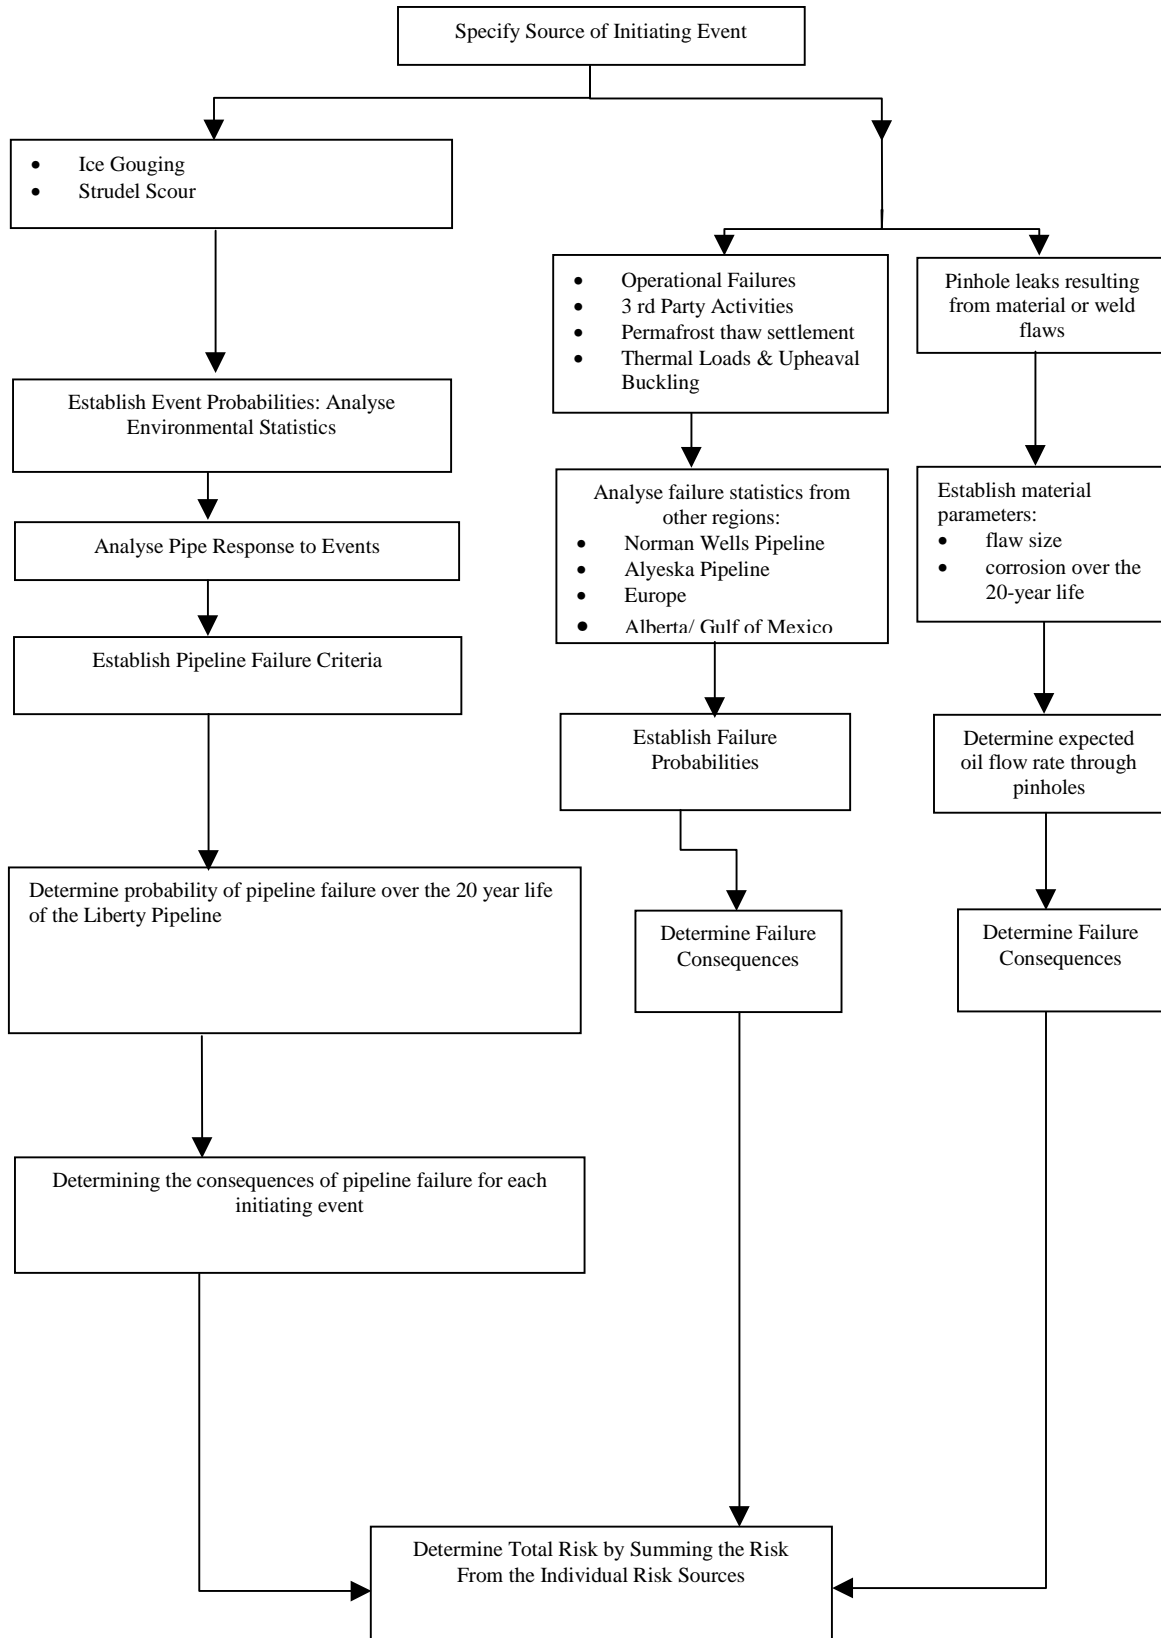 Specify Source of Initiating Event
• Ice Gouging
• Strudel Scour
Establish Event Probabilities: Analyse
Environmental Statistics
Analyse Pipe Response to Events
Establish Pipeline Failure Criteria
Determine probability of pipeline failure over the 20 year life
of the Liberty Pipeline
Determining the consequences of pipeline failure for each
initiating event
• Operational Failures
• 3 rd Party Activities
• Permafrost thaw settlement
• Thermal Loads & Upheaval
Buckling
Analyse failure statistics from
other regions:
• Norman Wells Pipeline
• Alyeska Pipeline
• Europe
• Alberta/ Gulf of Mexico
Establish Failure
Probabilities
Determine Failure
Consequences
Pinhole leaks resulting
from material or weld
flaws
Establish material
parameters:
• flaw size
• corrosion over the
20-year life
Determine expected
oil flow rate through
pinholes
Determine Failure
Consequences
Determine Total Risk by Summing the Risk
From the Individual Risk Sources